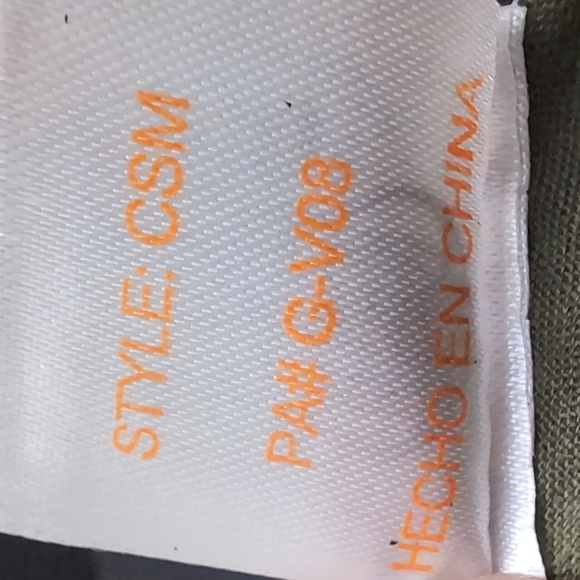 STYLE: CSM
PA# G-V08
HECHO EN CHINA